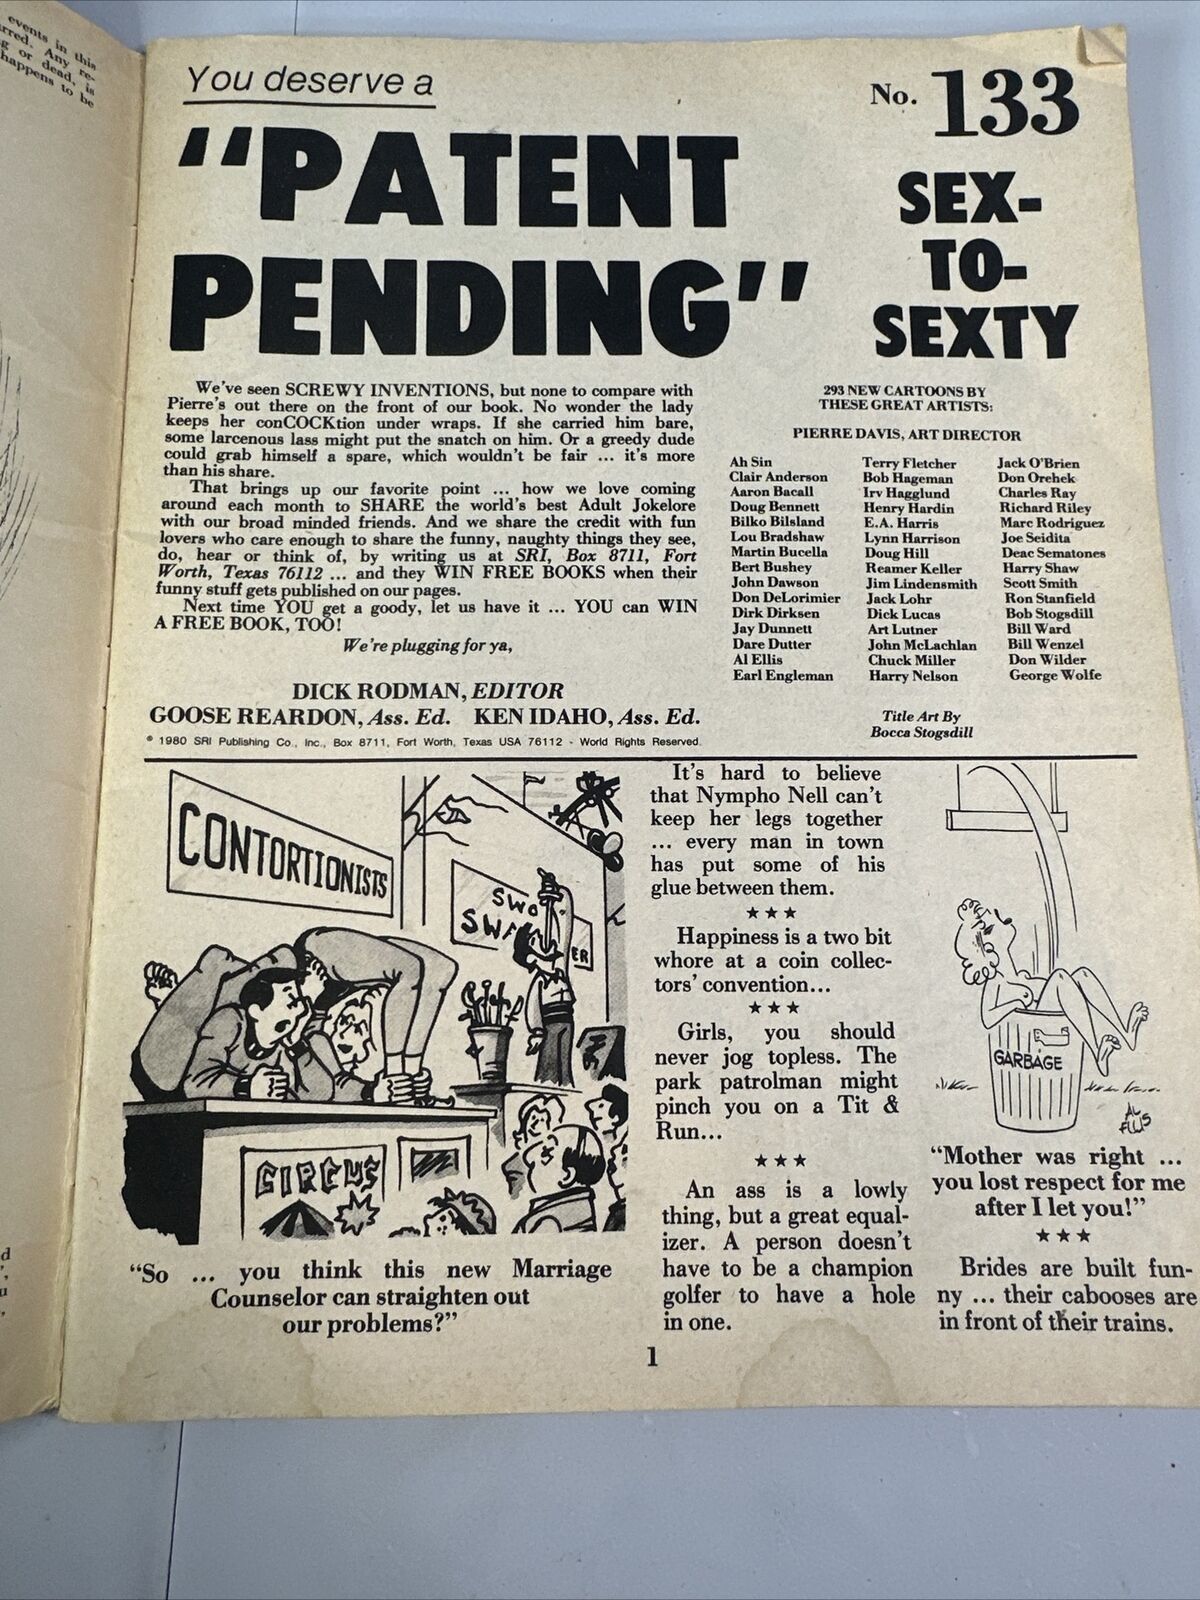 events in this
rred. Any re-
g or dead, is
happens to be
You deserve a
"PATENT
PENDING"
No. 133
SEX-
TO-
SEXTY
We've seen SCREWY INVENTIONS, but none to compare with
Pierre's out there on the front of our book. No wonder the lady
keeps her conCOCKtion under wraps. If she carried him bare,
some larcenous lass might put the snatch on him. Or a greedy dude
could grab himself a spare, which wouldn't be fair ... it's more
than his share.
That brings up our favorite point ... how we love coming
around each month to SHARE the world's best Adult Jokelore
with our broad minded friends. And we share the credit with fun
lovers who care enough to share the funny, naughty things they see,
do, hear or think of, by writing us at SRI, Box 8711, Fort
Worth, Texas 76112 ... and they WIN FREE BOOKS when their
funny stuff gets published on our pages.
Next time YOU get a goody, let us have it ... YOU can WIN
A FREE BOOK, TOO!
We're plugging for ya,
DICK RODMAN, EDITOR
GOOSE REARDON, Ass. Ed. KEN IDAHO, Ass. Ed.
© 1980 SRI Publishing Co., Inc., Box 8711, Fort Worth, Texas USA 76112 - World Rights Reserved.
293 NEW CARTOONS BY
THESE GREAT ARTISTS:
PIERRE DAVIS, ART DIRECTOR
Ah Sin
Clair Anderson
Aaron Bacall
Doug Bennett
Bilko Bilsland
Lou Bradshaw
Martin Bucella
Bert Bushey
John Dawson
Don DeLorimier
Dirk Dirksen
Jay Dunnett
Dare Dutter
Al Ellis
Earl Engleman
Terry Fletcher
Bob Hageman
Irv Hagglund
Henry Hardin
E.A. Harris
Lynn Harrison
Doug Hill
Reamer Keller
Jim Lindensmith
Jack Lohr
Dick Lucas
Art Lutner
John McLachlan
Chuck Miller
Harry Nelson
Jack O'Brien
Don Orehek
Charles Ray
Richard Riley
Marc Rodriguez
Joe Seidita
Deac Sematones
Harry Shaw
Scott Smith
Ron Stanfield
Bob Stogsdill
Bill Ward
Bill Wenzel
Don Wilder
George Wolfe
Title Art By
Bocca Stogsdill
CONTORTIONISTS
SWO
SWA
ER
CIRCUS
"So ... you think this new Marriage
Counselor can straighten out
our problems?"
It's hard to believe
that Nympho Nell can't
keep her legs together
... every man in town
has put some of his
glue between them.
★★★
Happiness is a two bit
whore at a coin collec-
tors' convention...
★★★
Girls, you should
never jog topless. The
park patrolman might
pinch you on a Tit &
Run...
★★★
An ass is a lowly
thing, but a great equal-
izer. A person doesn't
have to be a champion
golfer to have a hole
in one.
GARBAGE
AL
ELLIS
"Mother was right ...
you lost respect for me
after I let you!"
★★★
Brides are built fun-
ny ... their cabooses are
in front of their trains.
1